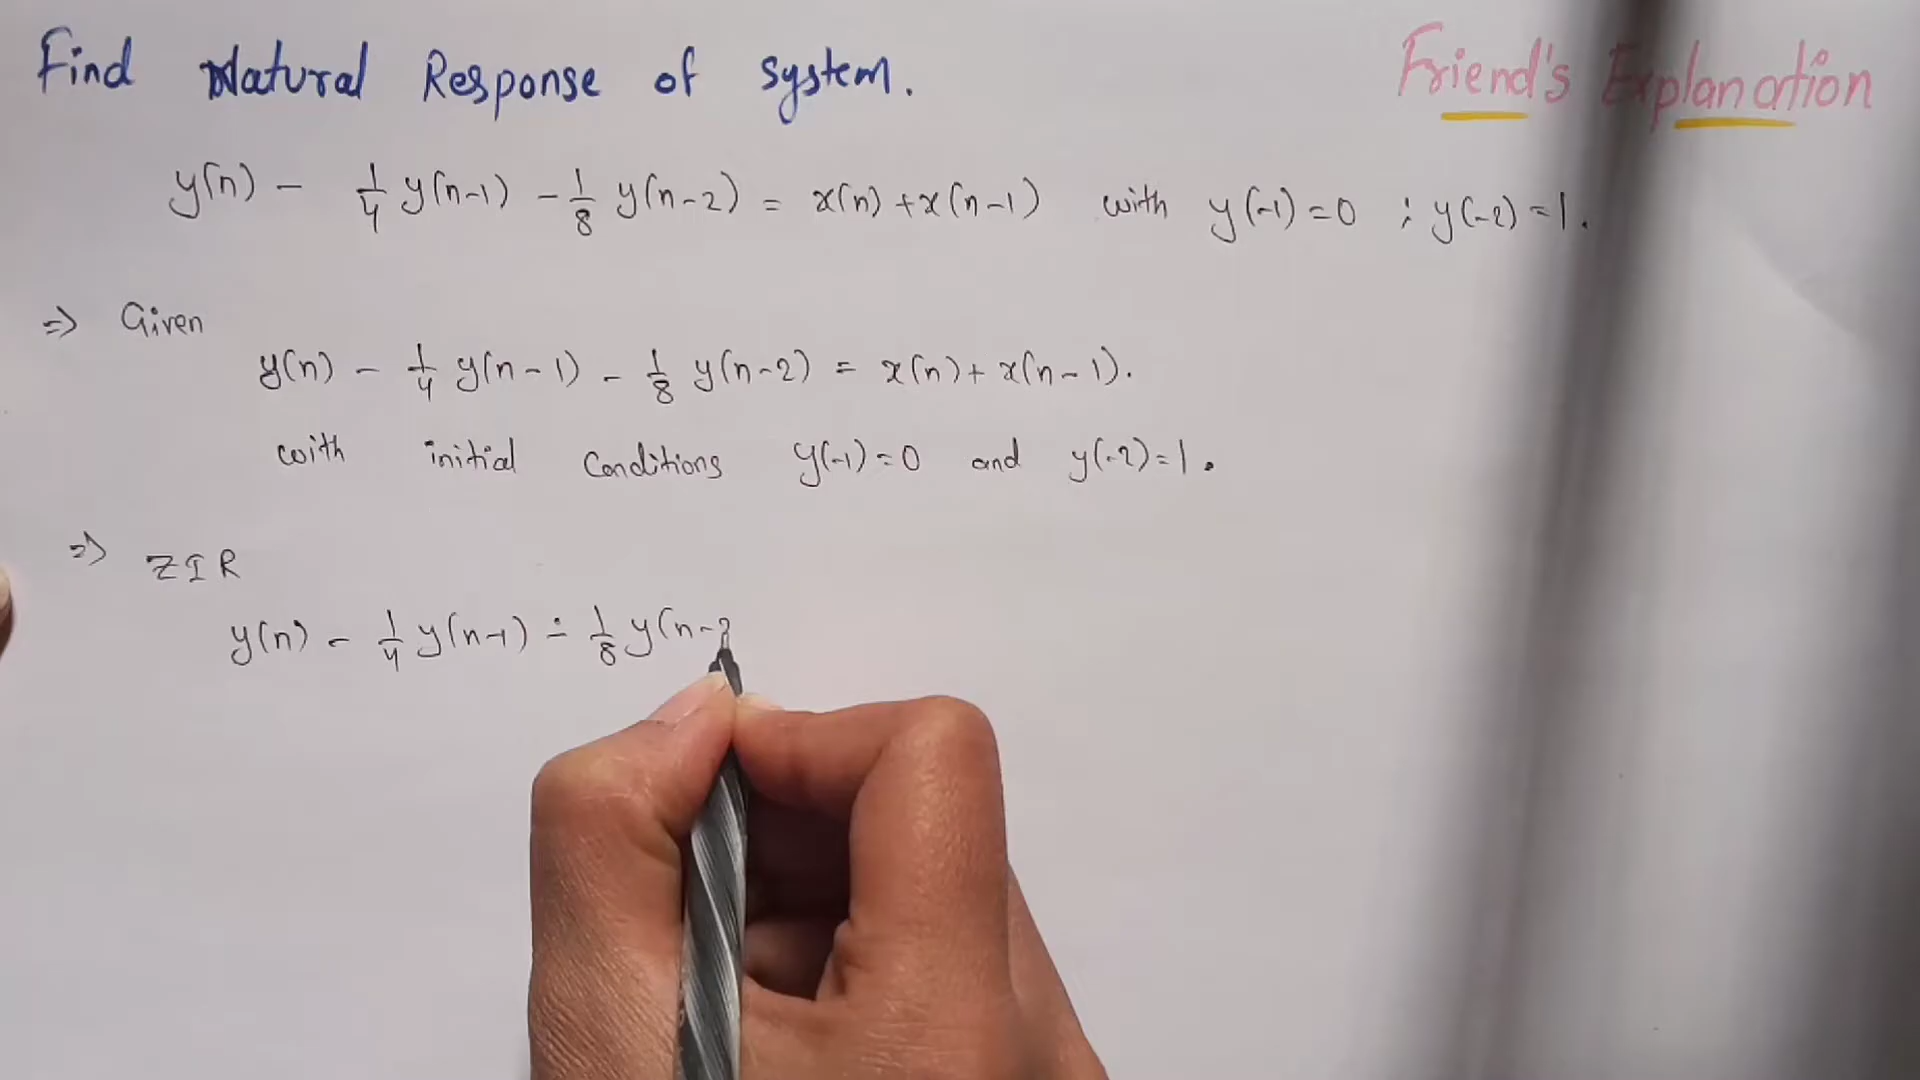 Find Natural Response of system.
Friend's Explanation
y(n) - 1/4 y(n-1) - 1/8 y(n-2) = x(n) + x(n-1) with y(-1)=0 ; y(-2)=1.
=> Given
y(n) - 1/4 y(n-1) - 1/8 y(n-2) = x(n) + x(n-1).
with initial Conditions y(-1)=0 and y(-2)=1.
=> ZIR
y(n) - 1/4 y(n-1) - 1/8 y(n-2